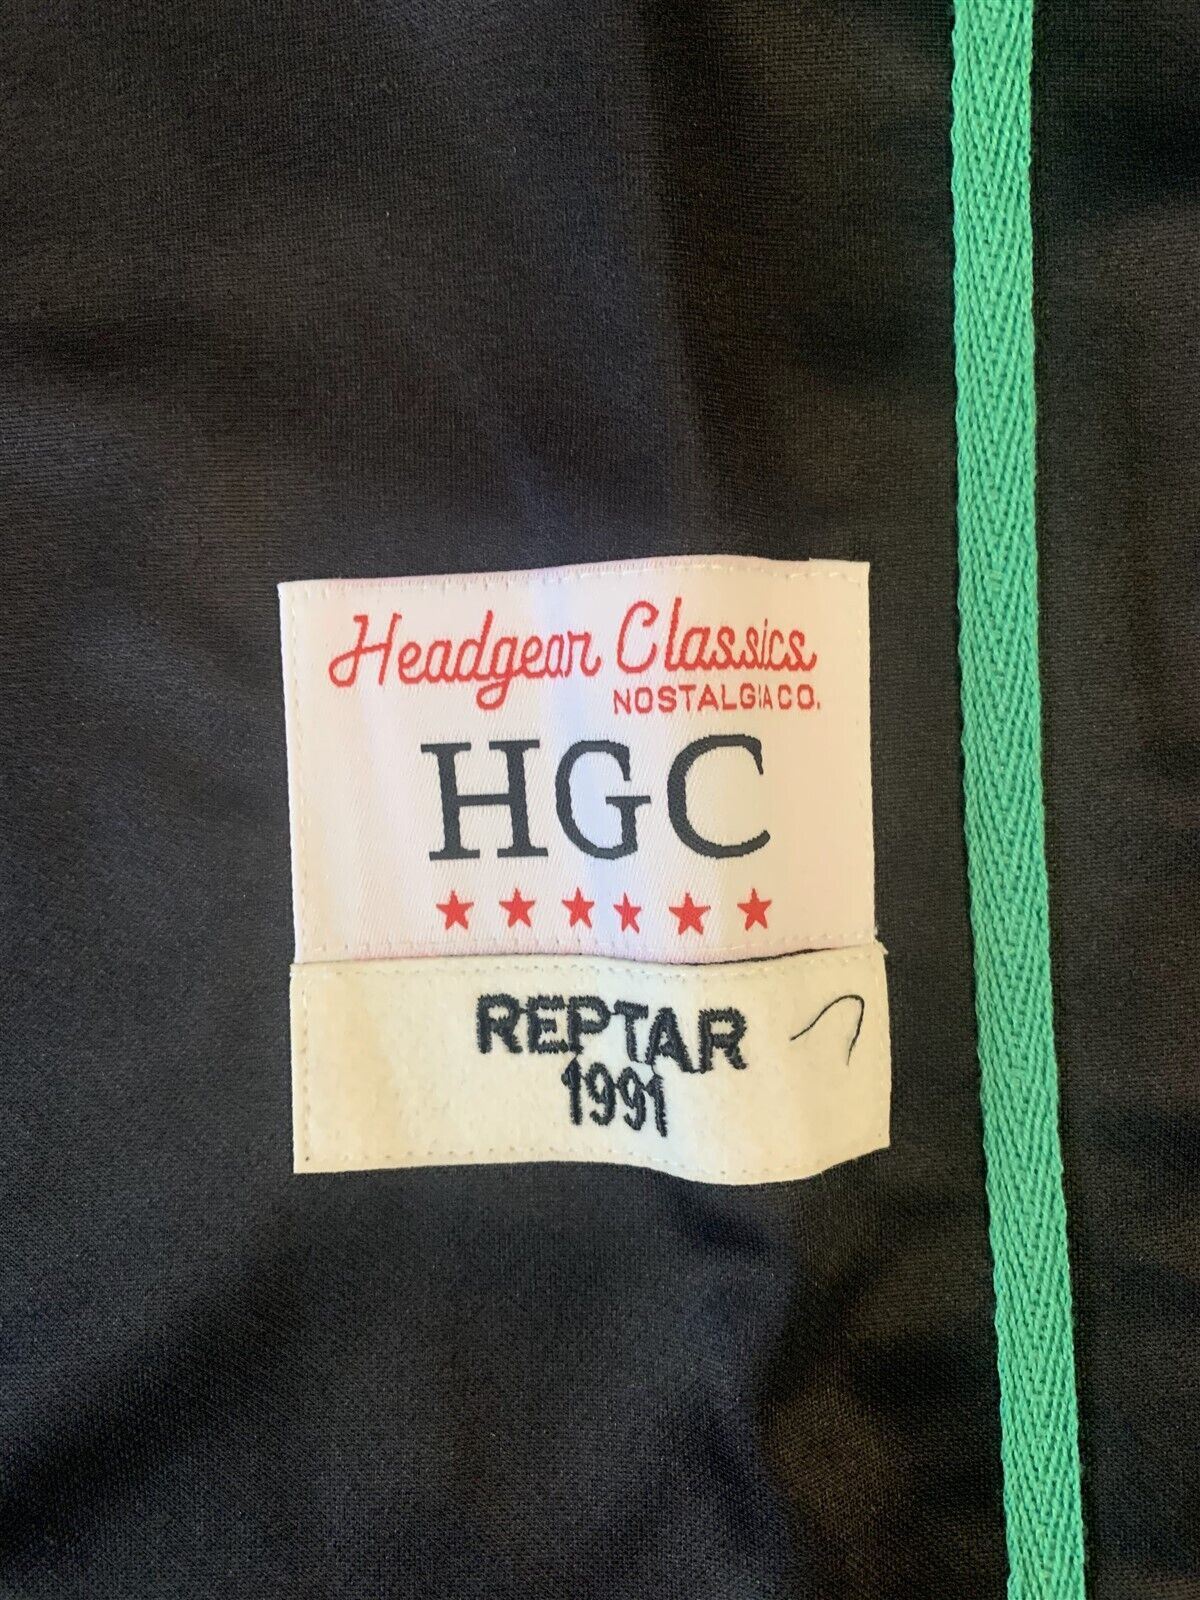 Headgear Classics
NOSTALGIA CO.
HGC
REPTAR
1991